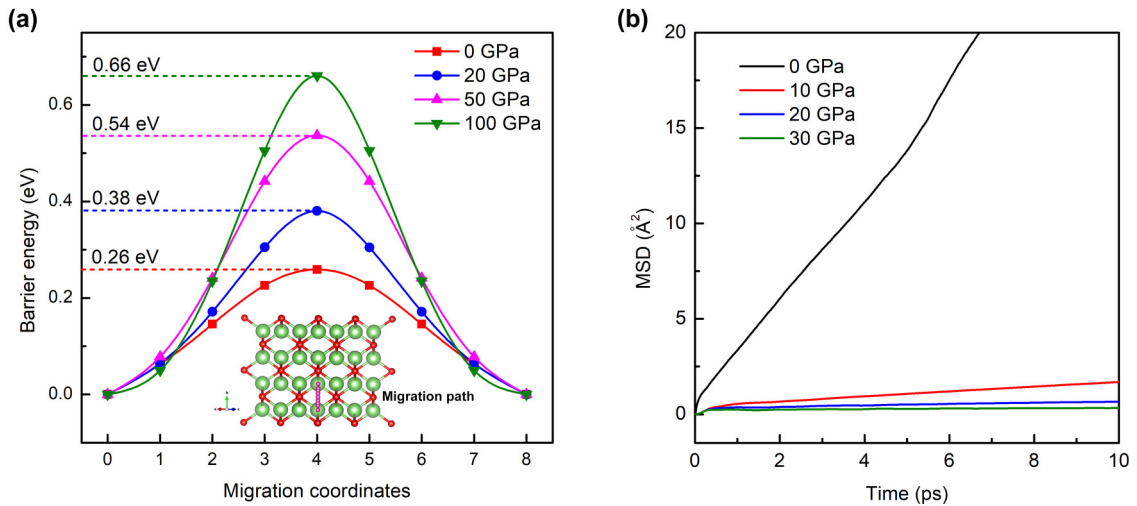 (a)
0 GPa
20 GPa
50 GPa
100 GPa
0.66 eV
0.54 eV
0.38 eV
0.26 eV
0.6
0.4
0.2
0.0
Barrier energy (eV)
Migration path
0 1 2 3 4 5 6 7 8
Migration coordinates
(b)
0 GPa
10 GPa
20 GPa
30 GPa
20
15
10
5
0
MSD (Å²)
0 2 4 6 8 10
Time (ps)